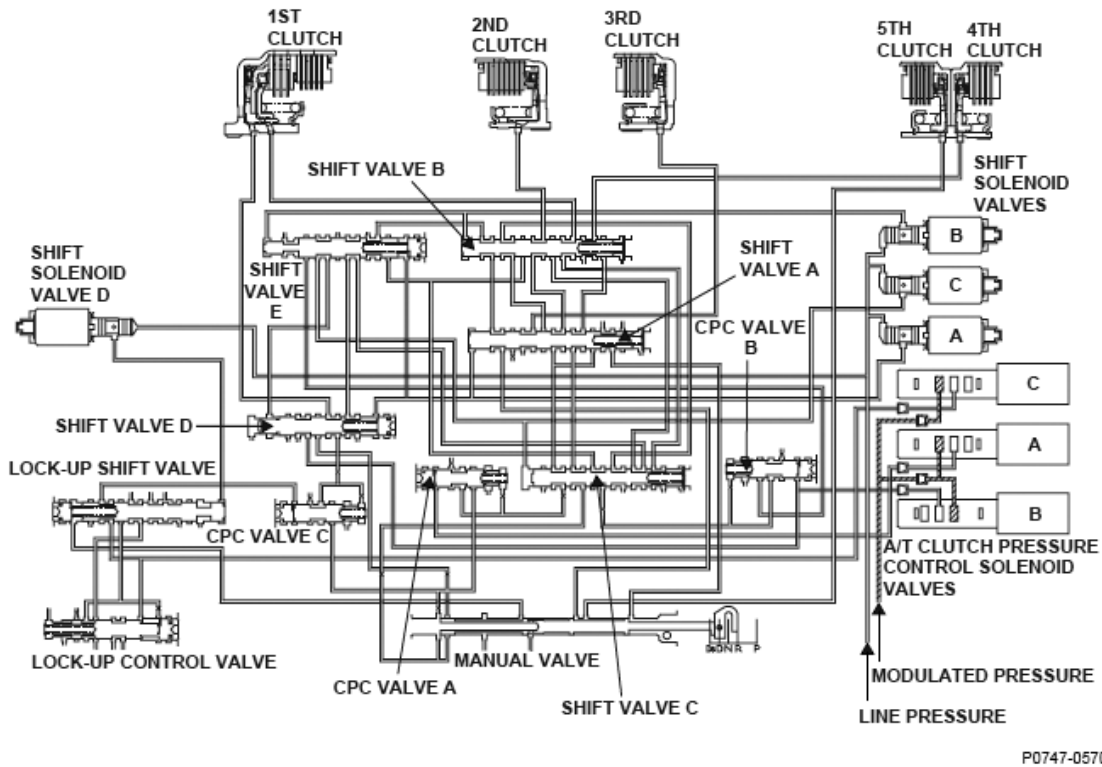 1ST
CLUTCH
2ND
CLUTCH
3RD
CLUTCH
5TH
CLUTCH
4TH
CLUTCH
SHIFT VALVE B
SHIFT
SOLENOID
VALVES
SHIFT
SOLENOID
VALVE D
SHIFT
VALVE
E
SHIFT
VALVE A
B
C
A
CPC VALVE
B
C
SHIFT VALVE D
A
LOCK-UP SHIFT VALVE
CPC VALVE C
B
A/T CLUTCH PRESSURE
CONTROL SOLENOID
VALVES
LOCK-UP CONTROL VALVE
MANUAL VALVE
N R P
CPC VALVE A
SHIFT VALVE C
MODULATED PRESSURE
LINE PRESSURE
P0747-0570